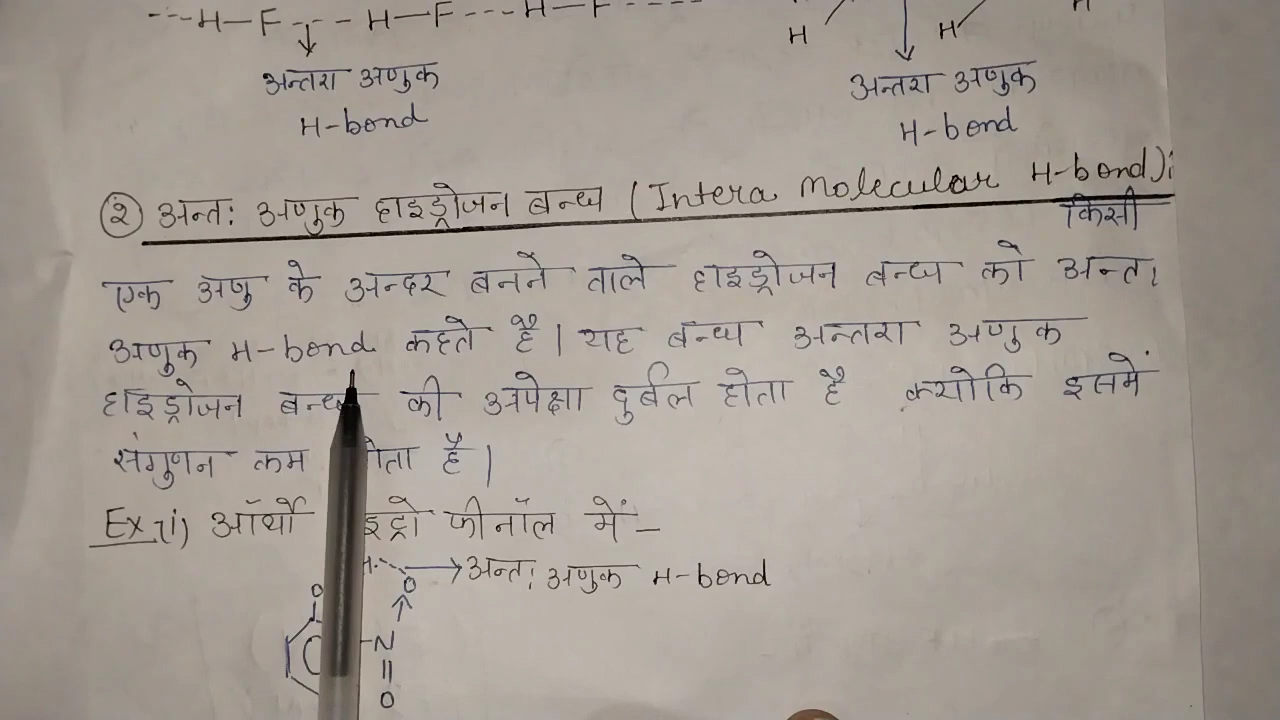 ---H-F---H-F---H-F----
H H H
अन्तरा अणुक अन्तरा अणुक
H-bond H-bond
② अन्तः अणुक हाइड्रोजन बन्ध (Intera Molecular H-bond):
किसी
एक अणु के अन्दर बनने वाले हाइड्रोजन बन्ध को अन्तः
अणुक H-bond कहते है। यह बन्ध अन्तरा अणुक
हाइड्रोजन बन्ध की अपेक्षा दुर्बल होता है क्योकि इसमें
संगुणन कम है।
Ex-(i) ऑर्थो फीनॉल में-
H O → अन्तः अणुक H-bond
O
N
O